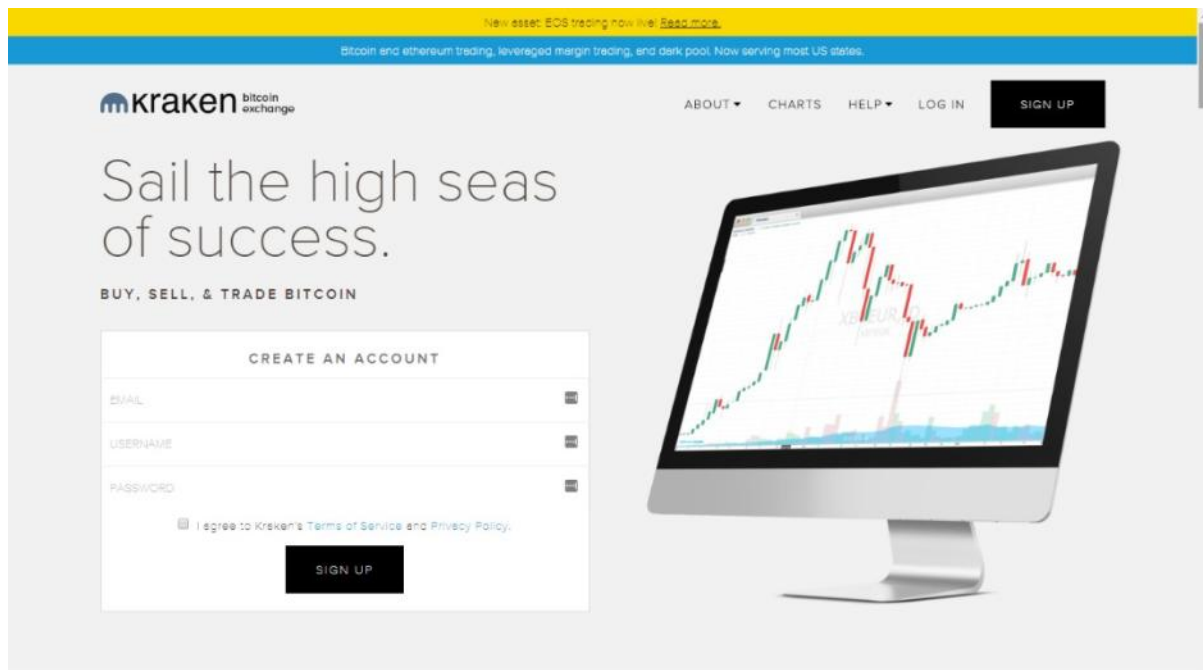 New asset: EOS trading now live! Read more.
Bitcoin and ethereum trading, leveraged margin trading, and dark pool. Now serving most US states.
kraken bitcoin exchange
ABOUT CHARTS HELP LOG IN SIGN UP
Sail the high seas
of success.
BUY, SELL, & TRADE BITCOIN
CREATE AN ACCOUNT
EMAIL
USERNAME
PASSWORD
I agree to Kraken's Terms of Service and Privacy Policy.
SIGN UP